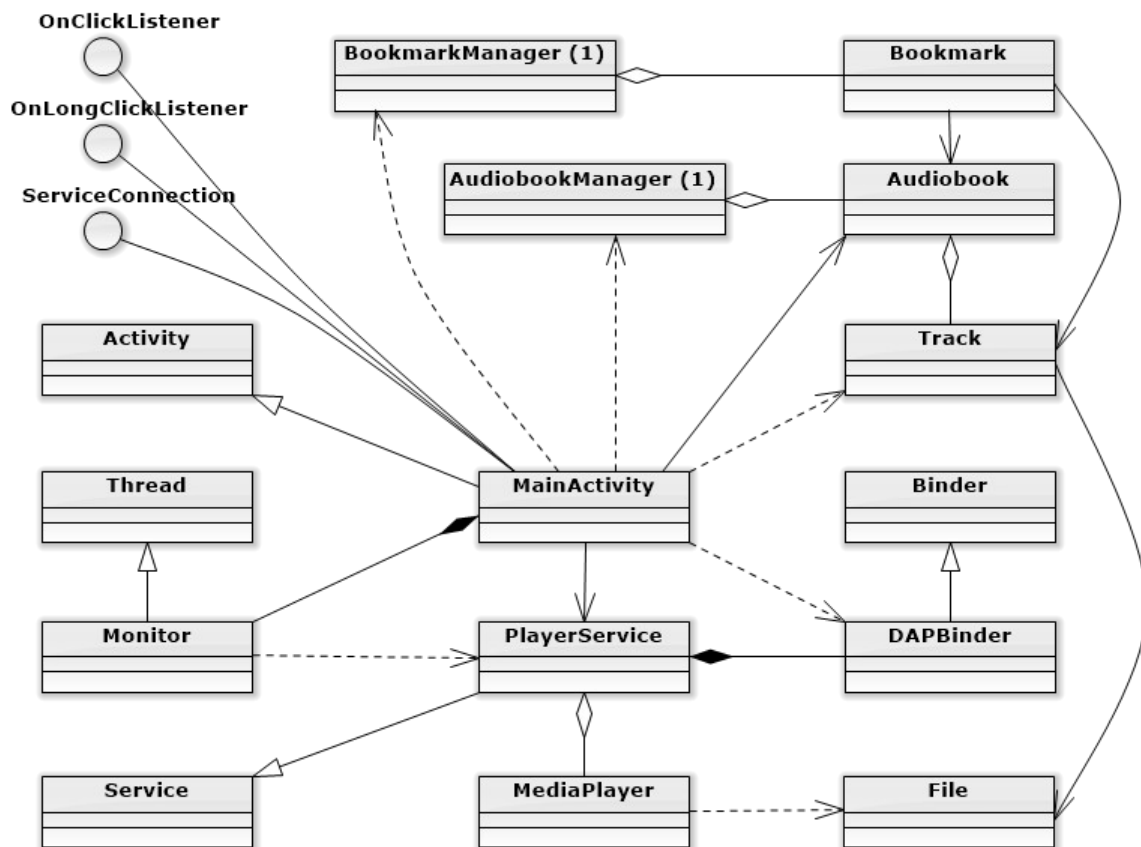 OnClickListener
BookmarkManager (1)
Bookmark
OnLongClickListener
AudiobookManager (1)
Audiobook
ServiceConnection
Activity
Track
Thread
MainActivity
Binder
Monitor
PlayerService
DAPBinder
Service
MediaPlayer
File